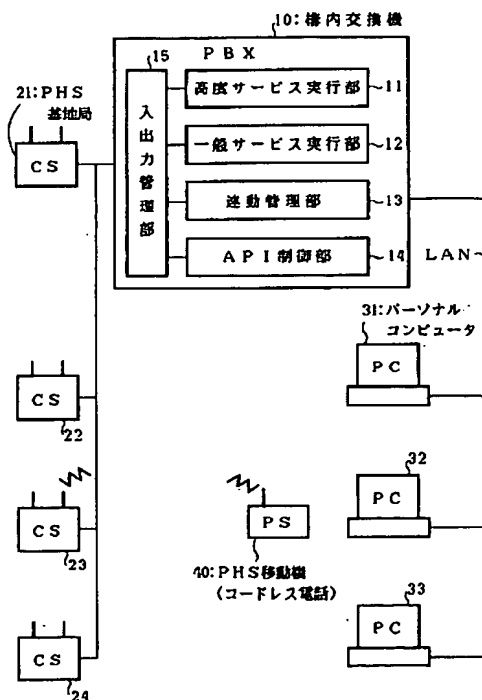 10:構内交換機
PBX
15
入出力管理部
高度サービス実行部
11
一般サービス実行部
12
連動管理部
13
API制御部
14
21:PHS
基地局
CS
LAN
31:パーソナル
コンピュータ
PC
CS
22
CS
23
PS
40:PHS移動機
(コードレス電話)
32
PC
33
PC
CS
24